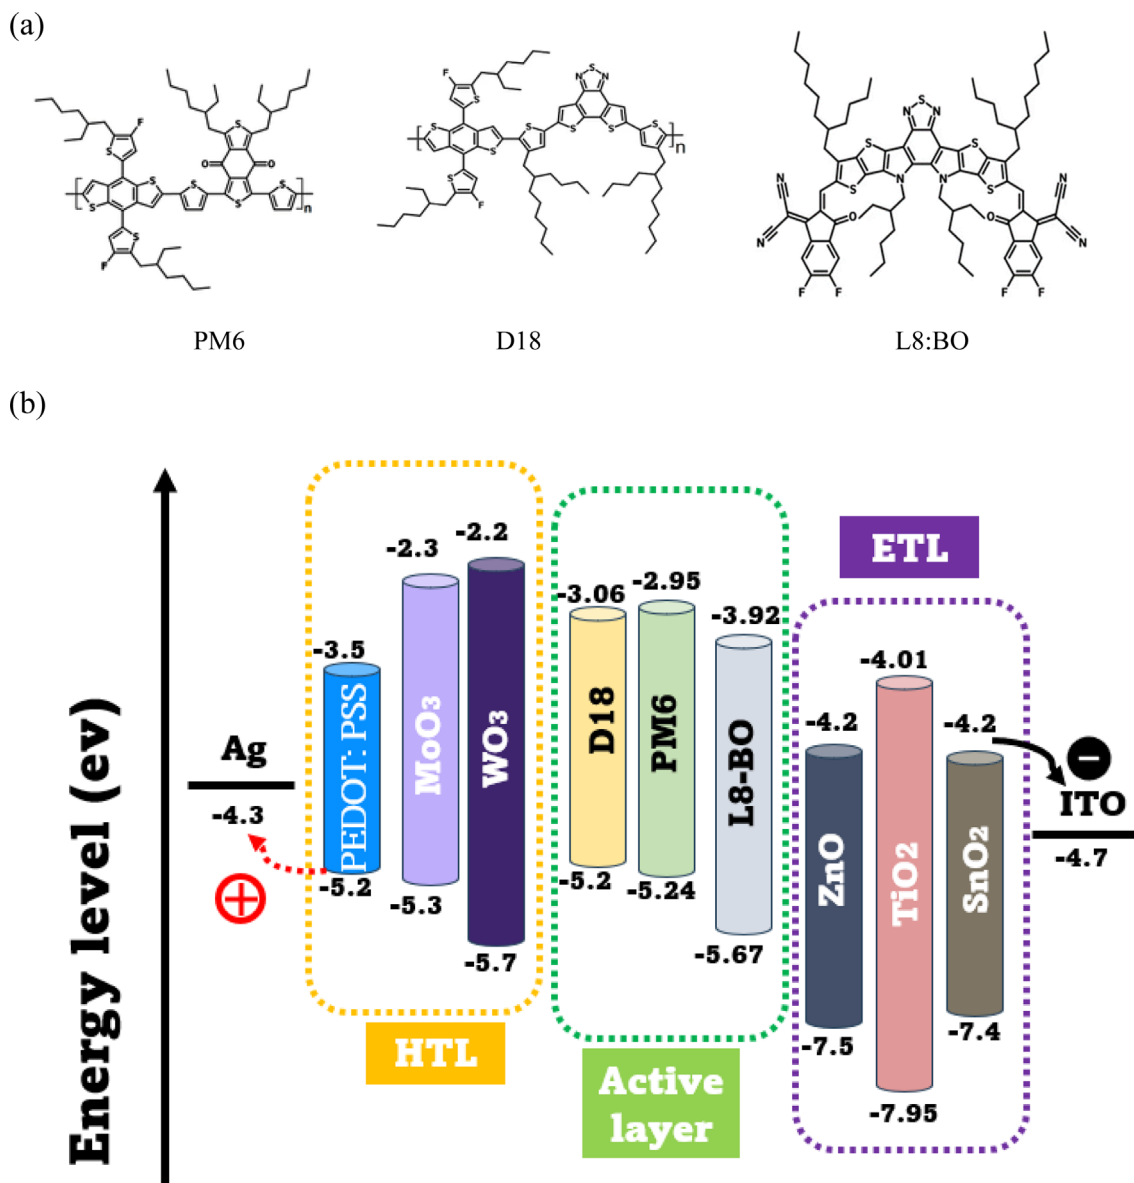 (a)
F
S
S
S
S
O
O
S
S
S
S
S
F
n
PM6
F
S
S
S
S
F
S
N
S
N
S
S
S
n
D18
N
S
N
S
S
S
S
N
N
N
N
O
F
F
O
N
N
F
F
L8:BO
(b)
Energy level (ev)
Ag
-4.3
-3.5
PEDOT: PSS
-5.2
-2.3
MoO3
-5.3
-2.2
WO3
-5.7
HTL
-3.06
D18
-5.2
-2.95
PM6
-5.24
-3.92
L8-BO
-5.67
Active
layer
ETL
-4.2
ZnO
-7.5
-4.01
TiO2
-7.95
-4.2
SnO2
-7.4
ITO
-4.7